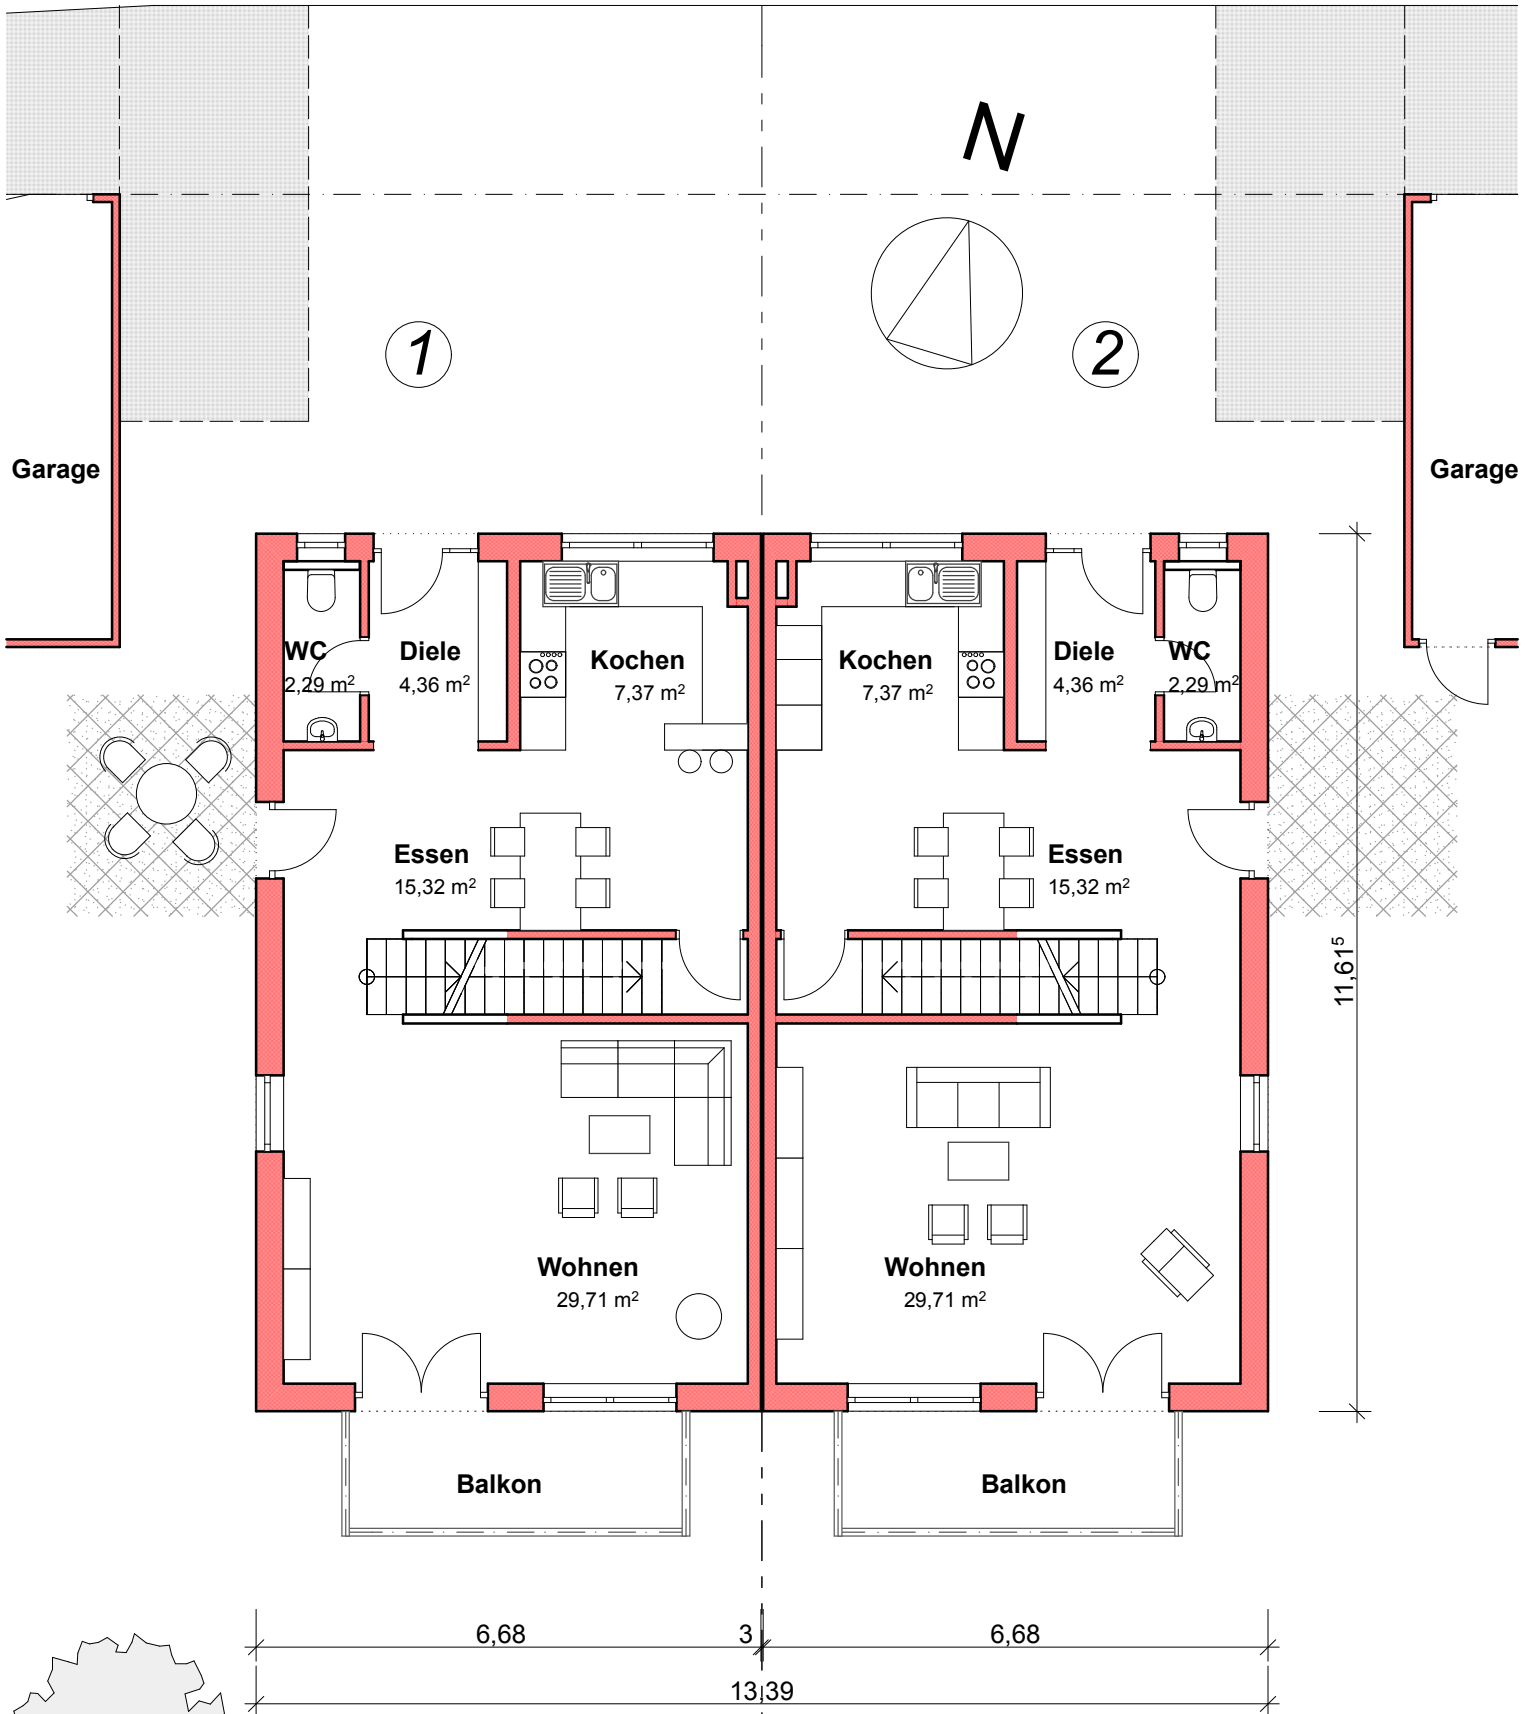 N
1
2
Garage
Garage
WC
2,29 m²
Diele
4,36 m²
Kochen
7,37 m²
Kochen
7,37 m²
Diele
4,36 m²
WC
2,29 m²
Essen
15,32 m²
Essen
15,32 m²
11,61⁵
Wohnen
29,71 m²
Wohnen
29,71 m²
Balkon
Balkon
6,68
3
6,68
13,39